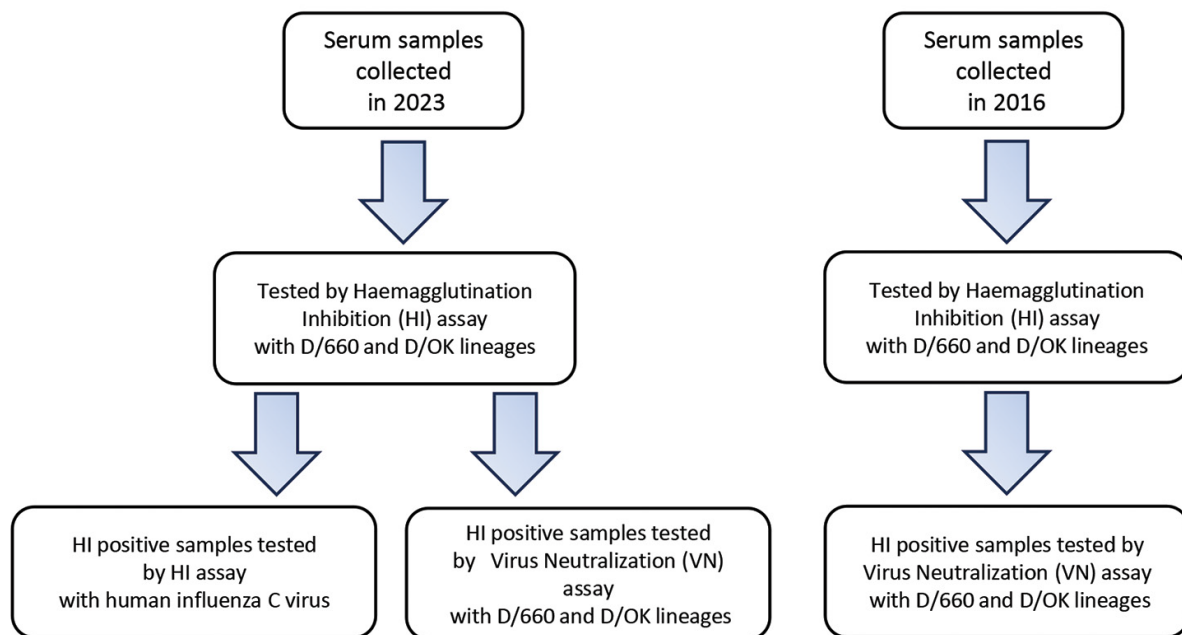 Serum samples
collected
in 2023
Serum samples
collected
in 2016
Tested by Haemagglutination
Inhibition (HI) assay
with D/660 and D/OK lineages
Tested by Haemagglutination
Inhibition (HI) assay
with D/660 and D/OK lineages
HI positive samples tested
by HI assay
with human influenza C virus
HI positive samples tested
by Virus Neutralization (VN)
assay
with D/660 and D/OK lineages
HI positive samples tested by
Virus Neutralization (VN) assay
with D/660 and D/OK lineages